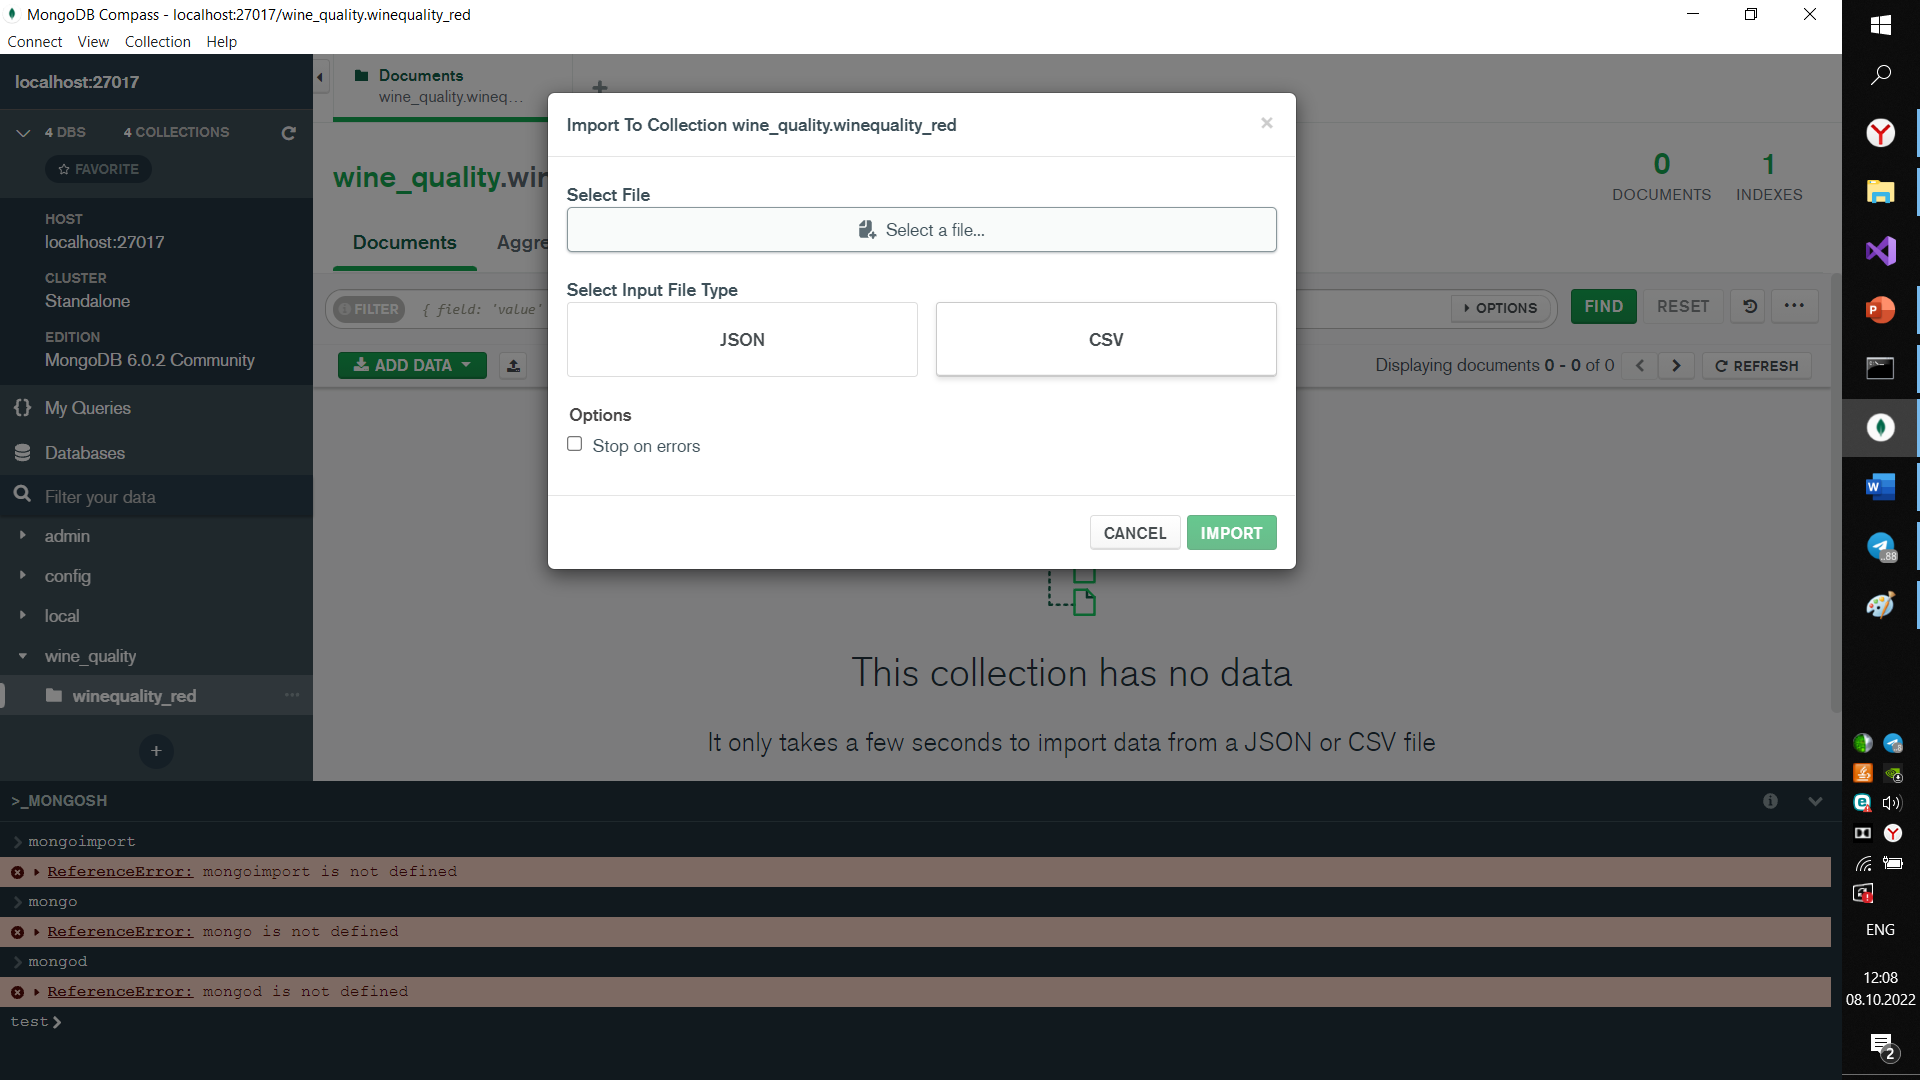 MongoDB Compass - localhost:27017/wine_quality.winequality_red
Connect View Collection Help
localhost:27017
4 DBS 4 COLLECTIONS
FAVORITE
HOST
localhost:27017
CLUSTER
Standalone
EDITION
MongoDB 6.0.2 Community
My Queries
Databases
Filter your data
admin
config
local
wine_quality
winequality_red
Documents
wine_quality.wineq...
wine_quality.wir
0 DOCUMENTS
1 INDEXES
Documents Aggre
FILTER { field: 'value'
OPTIONS
FIND
RESET
ADD DATA
Displaying documents 0 - 0 of 0
REFRESH
Import To Collection wine_quality.winequality_red
Select File
Select a file...
Select Input File Type
JSON
CSV
Options
Stop on errors
CANCEL
IMPORT
This collection has no data
It only takes a few seconds to import data from a JSON or CSV file
>_MONGOSH
mongoimport
ReferenceError: mongoimport is not defined
mongo
ReferenceError: mongo is not defined
mongod
ReferenceError: mongod is not defined
test
ENG
12:08
08.10.2022
2